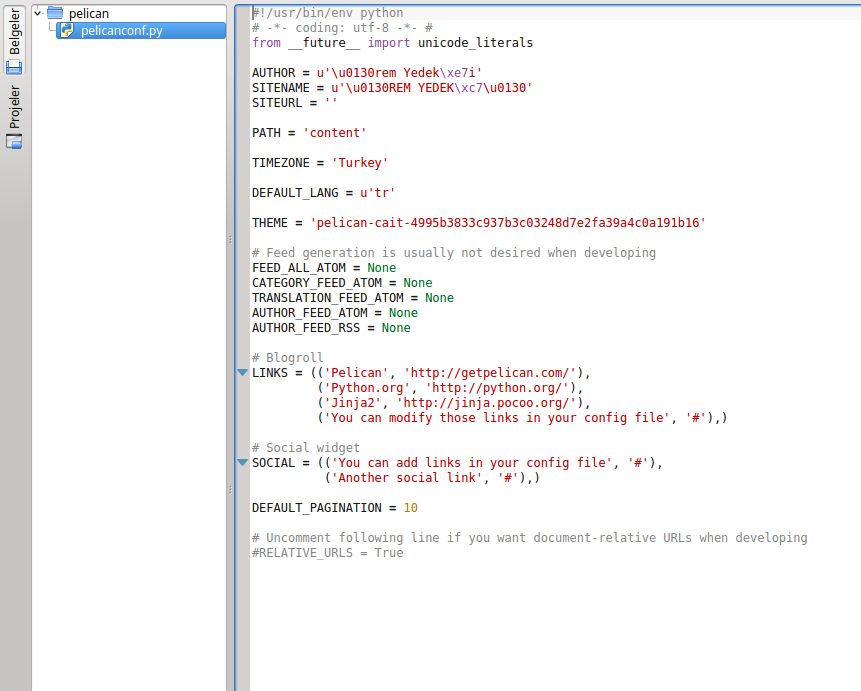 Belgeler
Projeler
pelican
pelicanconf.py
#!/usr/bin/env python
# -*- coding: utf-8 -*- #
from __future__ import unicode_literals
AUTHOR = u'\u0130rem Yedek\xe7i'
SITENAME = u'\u0130REM YEDEK\xc7\u0130'
SITEURL = ''
PATH = 'content'
TIMEZONE = 'Turkey'
DEFAULT_LANG = u'tr'
THEME = 'pelican-cait-4995b3833c937b3c03248d7e2fa39a4c0a191b16'
# Feed generation is usually not desired when developing
FEED_ALL_ATOM = None
CATEGORY_FEED_ATOM = None
TRANSLATION_FEED_ATOM = None
AUTHOR_FEED_ATOM = None
AUTHOR_FEED_RSS = None
# Blogroll
LINKS = (('Pelican', 'http://getpelican.com/'),
('Python.org', 'http://python.org/'),
('Jinja2', 'http://jinja.pocoo.org/'),
('You can modify those links in your config file', '#'),)
# Social widget
SOCIAL = (('You can add links in your config file', '#'),
('Another social link', '#'),)
DEFAULT_PAGINATION = 10
# Uncomment following line if you want document-relative URLs when developing
#RELATIVE_URLS = True